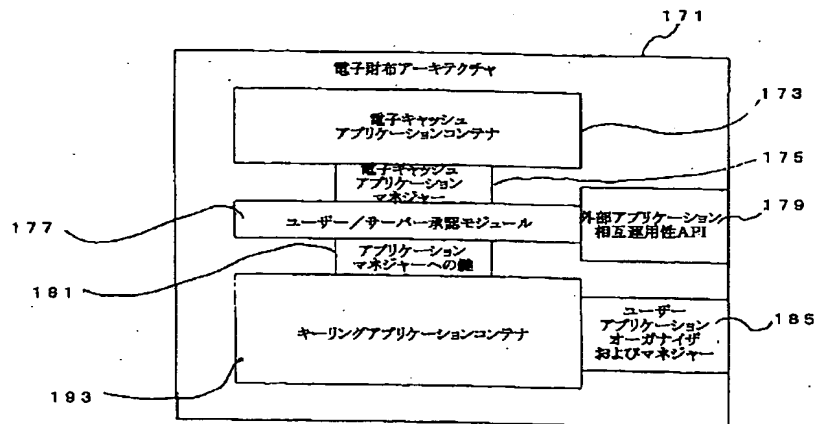 171
電子財布アーキテクチャ
電子キャッシュ
アプリケーションコンテナ
173
電子キャッシュ
アプリケーション
マネジャー
175
177
ユーザー／サーバー承認モジュール
外部アプリケーション
相互運用性API
179
アプリケーション
マネジャーへの鍵
181
キーリングアプリケーションコンテナ
193
ユーザー
アプリケーション
オーガナイザ
およびマネジャー
185